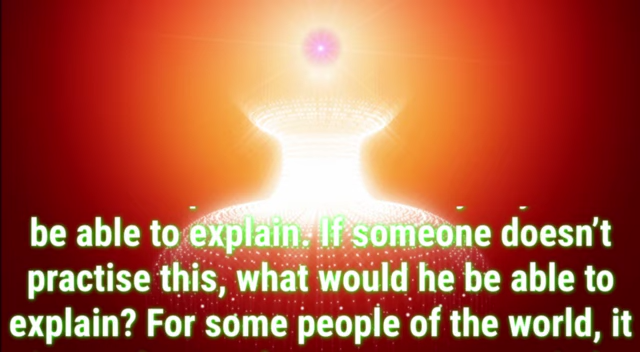 be able to explain. If someone doesn’t
practise this, what would he be able to
explain? For some people of the world, it